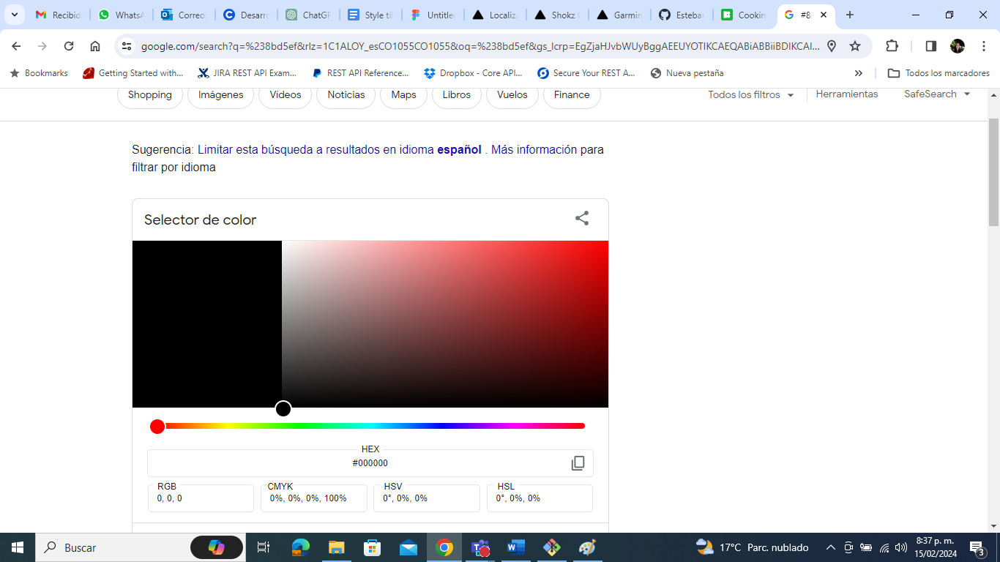 Recibid
WhatsA
Correo
Desarro
ChatGP
Style til
Untitled
Localiza
Shokz
Garmin
Esteba
Cookin
#8
google.com/search?q=%238bd5ef&rlz=1C1ALOY_esCO1055CO1055&oq=%238bd5ef&gs_lcrp=EgZjaHJvbWUyBggAEEUYOTIKCAEQABiABBiiBDIKCAI...
Bookmarks
Getting Started with...
JIRA REST API Exam...
REST API Reference...
Dropbox - Core API...
Secure Your REST A...
Nueva pestaña
»
Todos los marcadores
Shopping
Imágenes
Vídeos
Noticias
Maps
Libros
Vuelos
Finance
Todos los filtros
Herramientas
SafeSearch
Sugerencia: Limitar esta búsqueda a resultados en idioma español . Más información para
filtrar por idioma
Selector de color
HEX
#000000
RGB
0, 0, 0
CMYK
0%, 0%, 0%, 100%
HSV
0°, 0%, 0%
HSL
0°, 0%, 0%
Buscar
17°C Parc. nublado
8:37 p. m.
15/02/2024
3